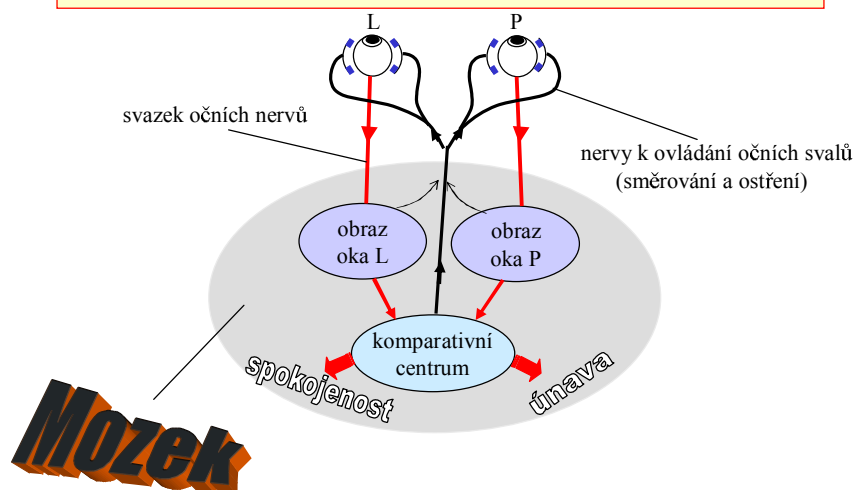 L
P
svazek očních nervů
nervy k ovládání očních svalů
(směrování a ostření)
obraz
oka L
obraz
oka P
komparativní
centrum
spokojenost
únava
Mozek